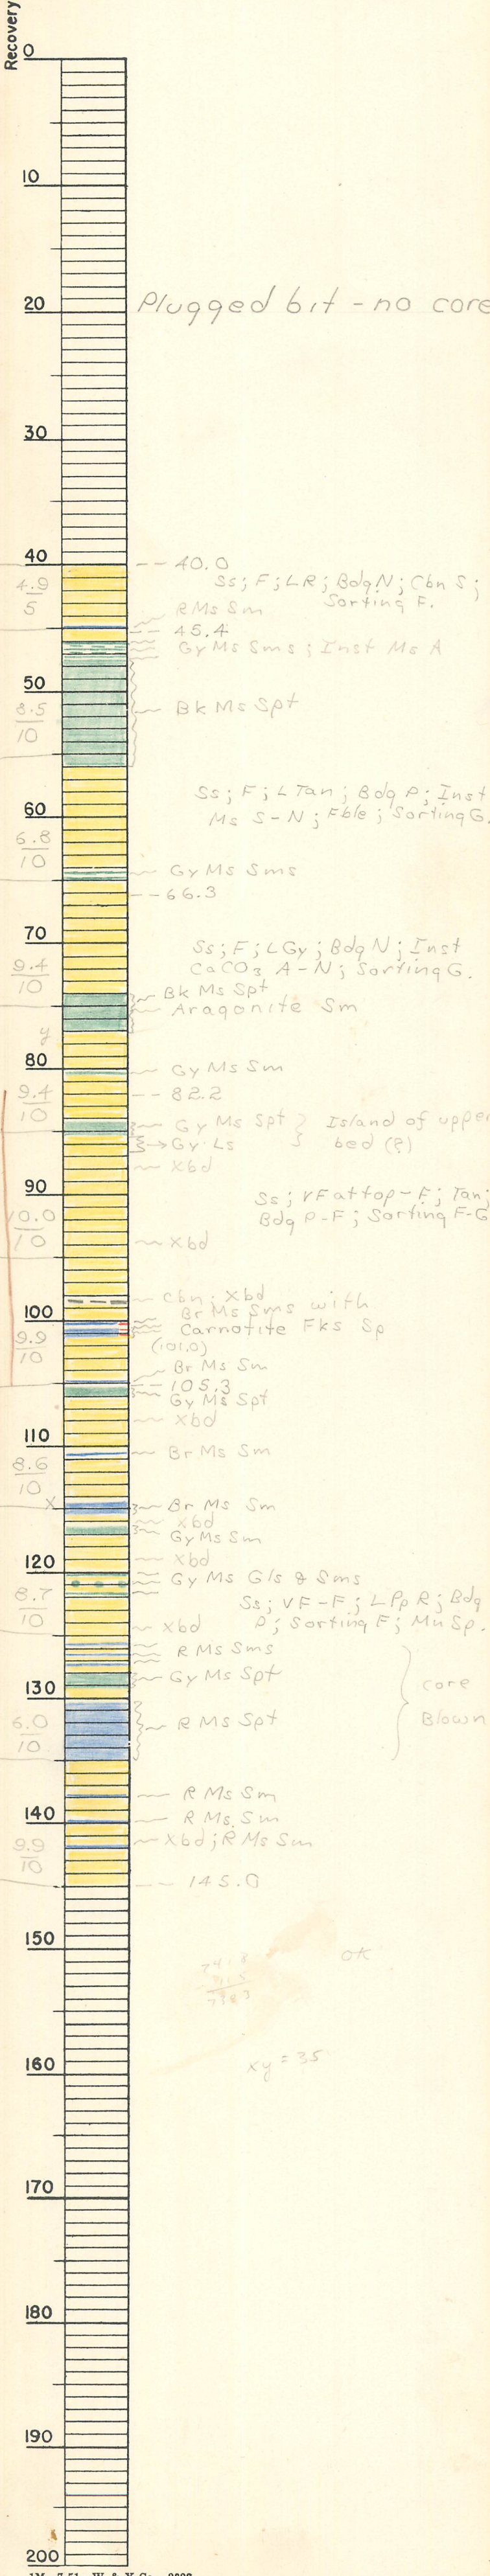 Recovery
0
10
20
Plugged bit - no core
30
40
-- 40.0
4.9
5
Ss; F; LR; Bdg N; Cbn S;
Sorting F.
R Ms Sm
-- 45.4
Gy Ms Sms; Inst Ms A
50
8.5
10
Bk Ms Spt
Ss; F; L Tan; Bdg P; Inst
Ms S-N; Fble; Sorting G.
60
6.8
10
Gy Ms Sms
-- 66.3
70
Ss; F; LGy; Bdg N; Inst
CaCO3 A-N; Sorting G.
9.4
10
Bk Ms Spt
Aragonite Sm
y
80
Gy Ms Sm
-- 82.2
9.4
10
Gy Ms Spt } Island of upper
Gy Ls bed (?)
Xbd
90
Ss; VF at top - F; Tan;
Bdg P-F; Sorting F-G
10.0
10
Xbd
Cbn; Xbd
100
Br Ms Sms with
Carnotite Fks Sp
(101.0)
9.9
10
Br Ms Sm
-- 105.3
Gy Ms Spt
Xbd
110
Br Ms Sm
8.6
10
x
Br Ms Sm
Xbd
Gy Ms Sm
Xbd
120
Gy Ms Gls & Sms
8.7
10
Ss; VF-F; LPp R; Bdg
P; Sorting F; Mn Sp.
Xbd
R Ms Sms
Gy Ms Spt
core
Blown
130
6.0
10
R Ms Spt
R Ms Sm
140
R Ms Sm
Xbd; R Ms Sm
9.9
10
-- 145.0
150
OK
160
xy = 35
170
180
190
200